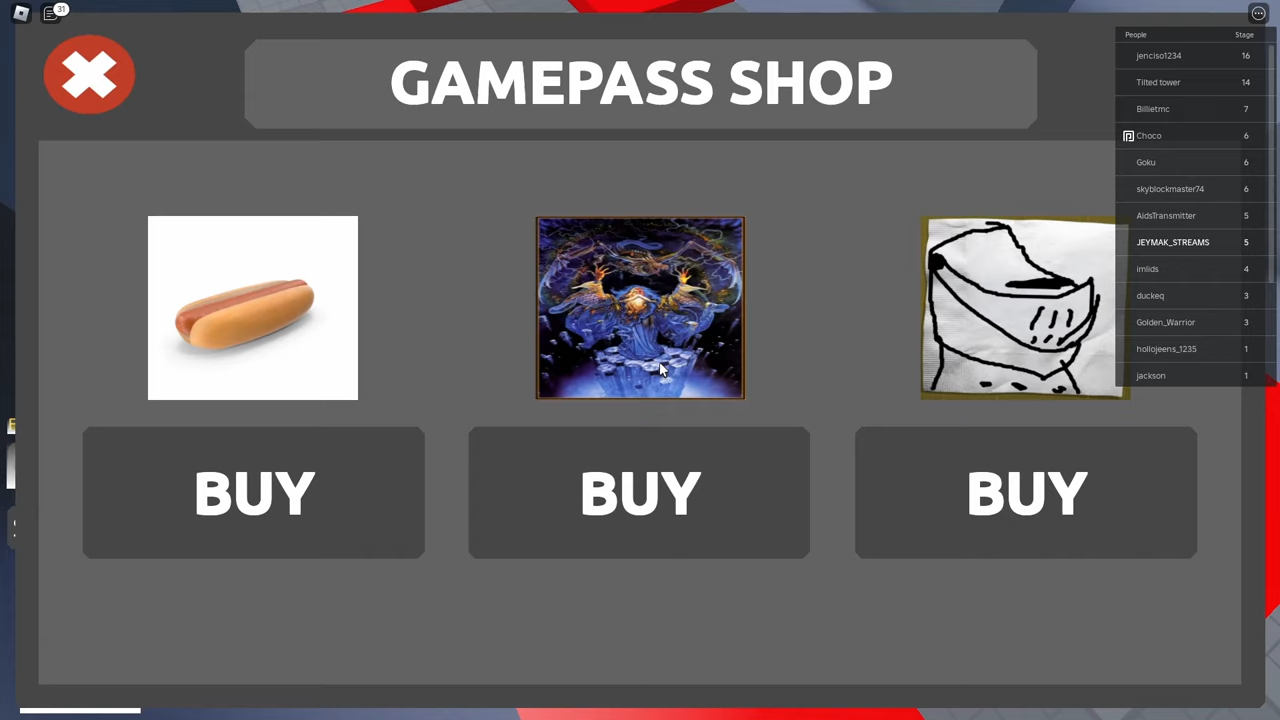 31
GAMEPASS SHOP
People Stage
jenciso1234 16
Tilted tower 14
Billietmc 7
Choco 6
Goku 6
skyblockmaster74 6
AidsTransmitter 5
JEYMAK_STREAMS 5
imlids 4
duckeq 3
Golden_Warrior 3
hollojeens_1235 1
jackson 1
BUY BUY BUY